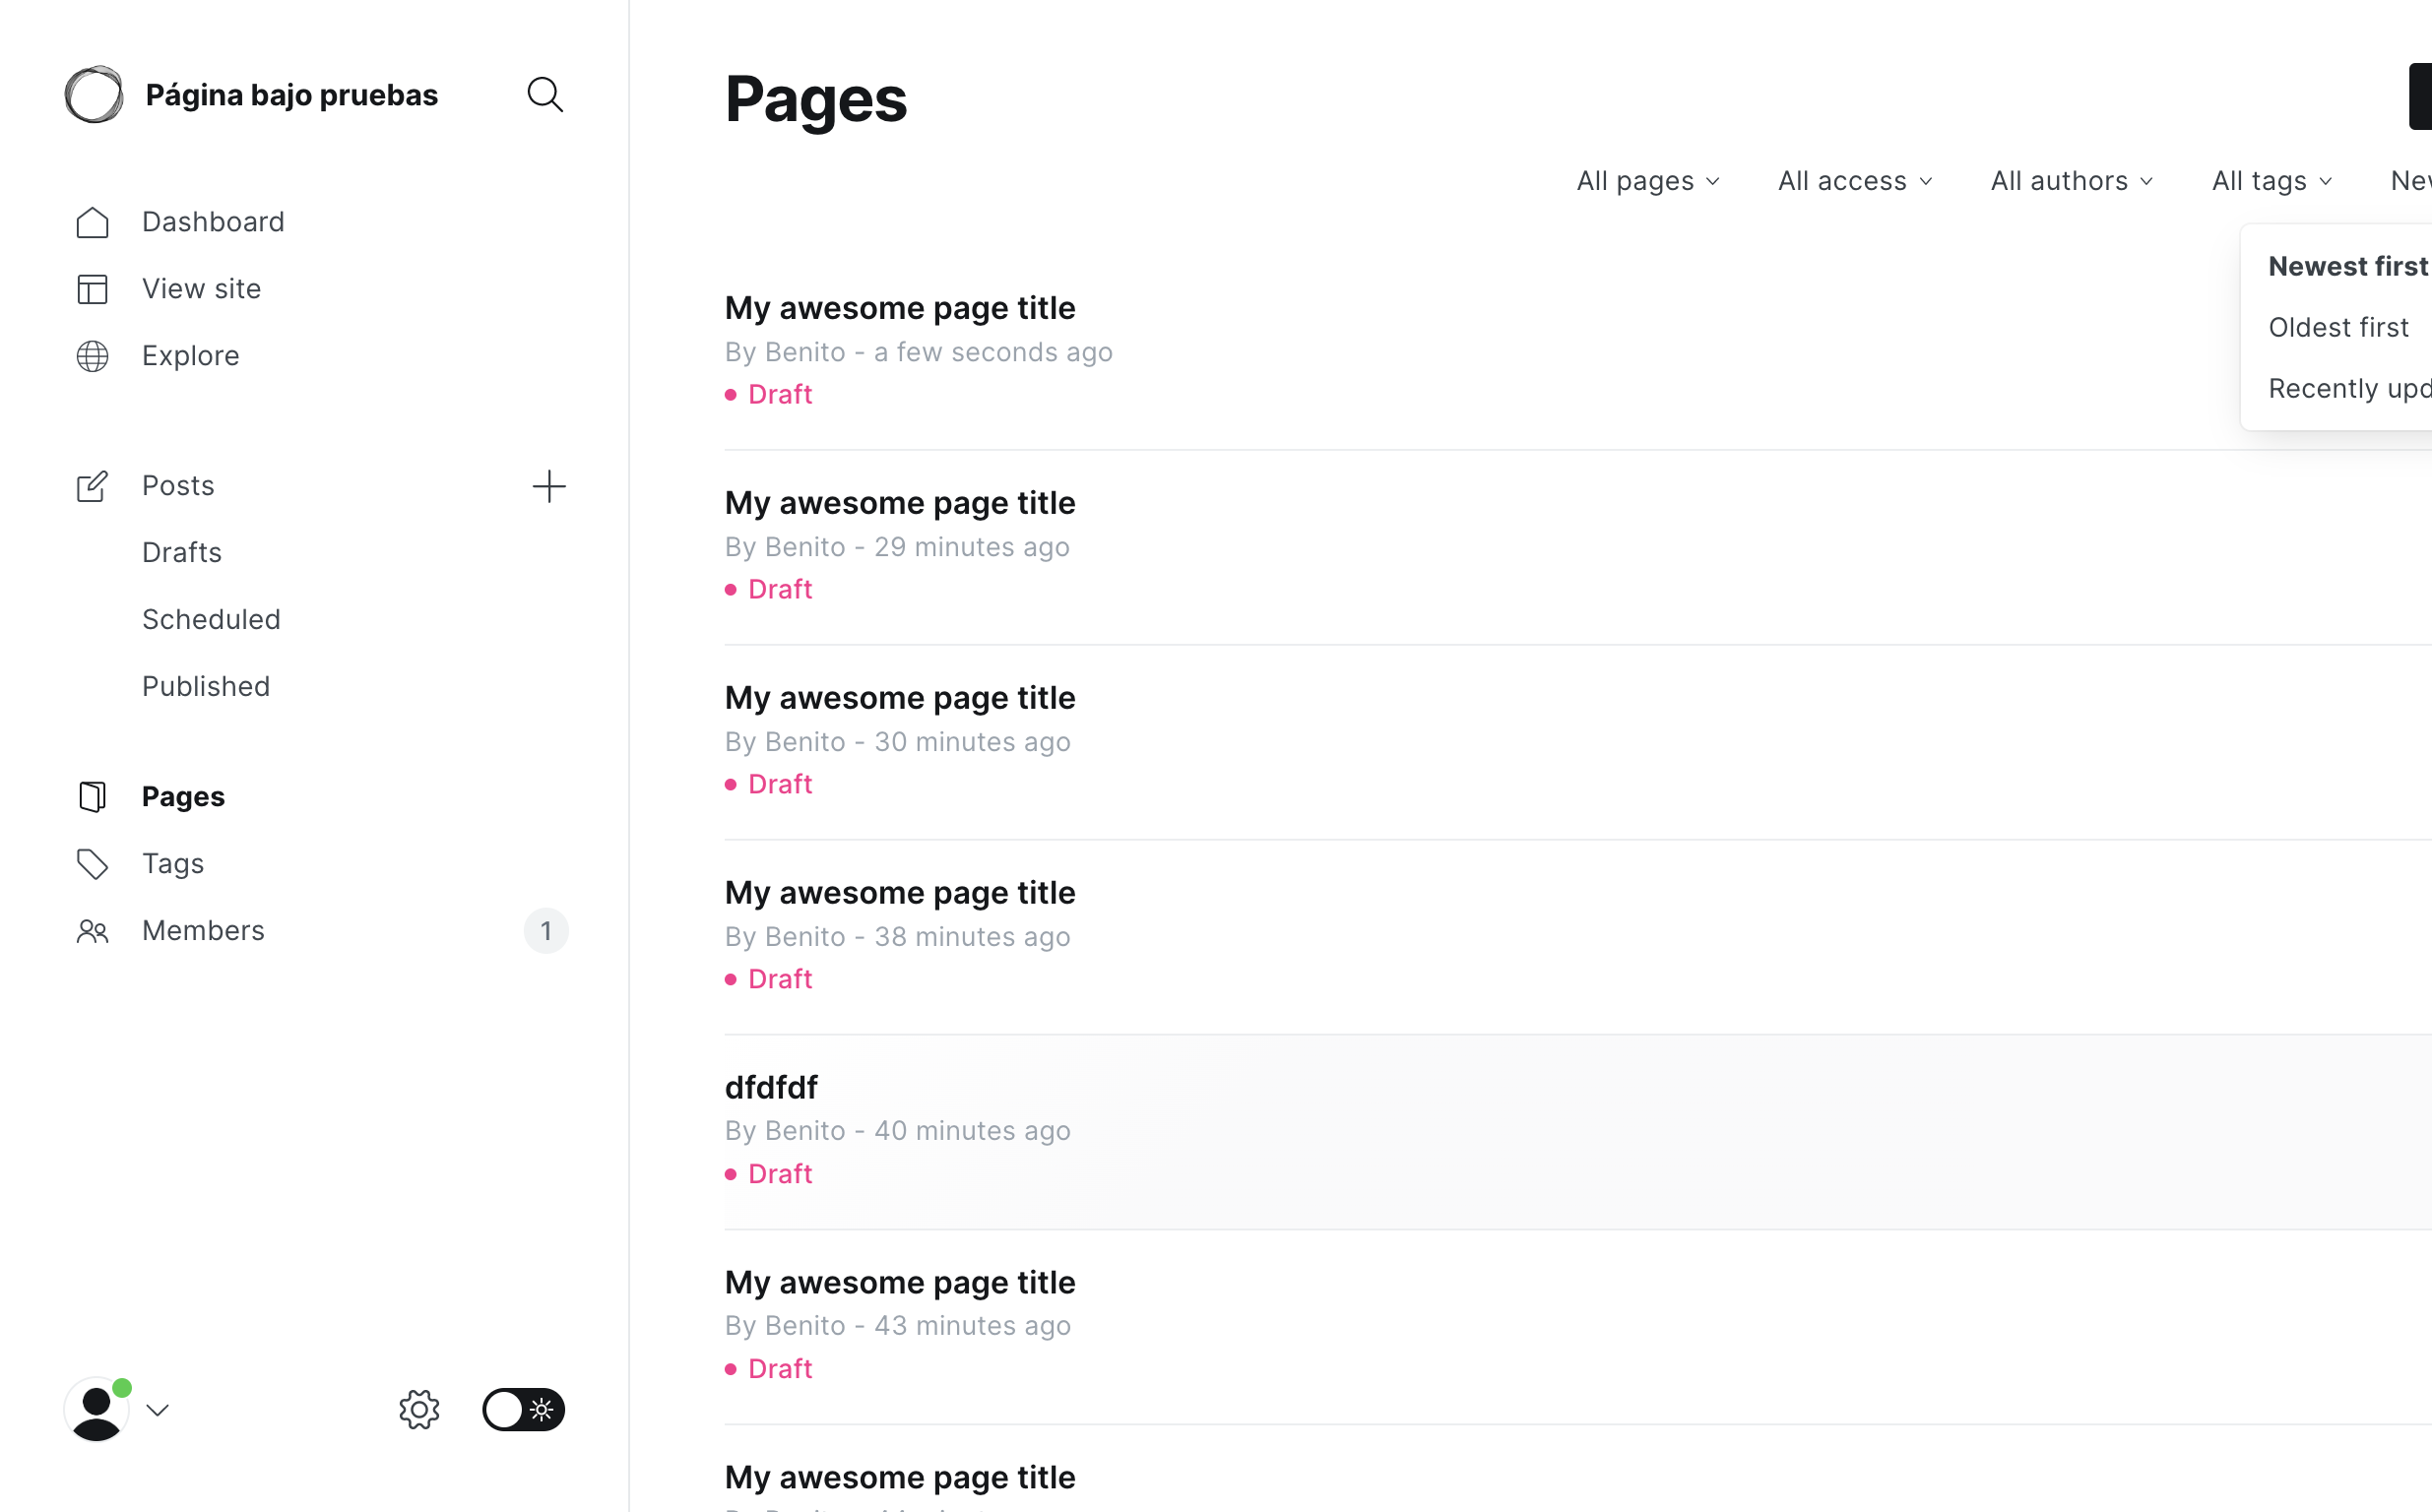 Página bajo pruebas
Dashboard
View site
Explore
Posts
Drafts
Scheduled
Published
Pages
Tags
Members 1
Pages
All pages All access All authors All tags
Newest first
Oldest first
Recently
My awesome page title
By Benito - a few seconds ago
Draft
My awesome page title
By Benito - 29 minutes ago
Draft
My awesome page title
By Benito - 30 minutes ago
Draft
My awesome page title
By Benito - 38 minutes ago
Draft
dfdfdf
By Benito - 40 minutes ago
Draft
My awesome page title
By Benito - 43 minutes ago
Draft
My awesome page title